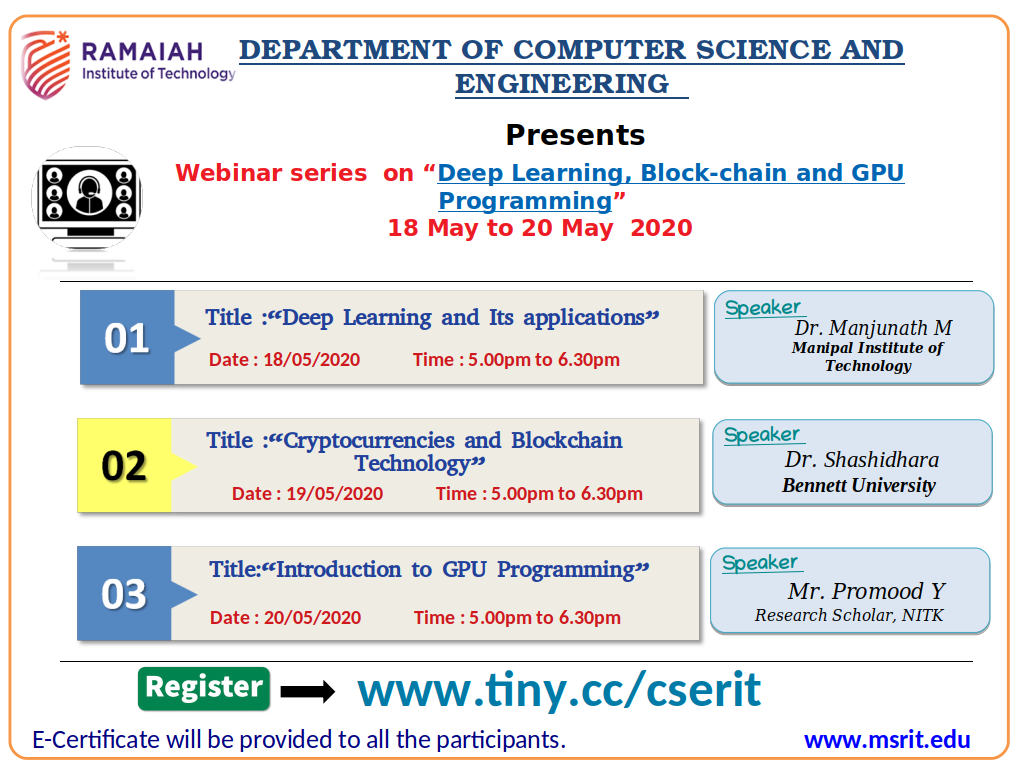 RAMAIAH
Institute of Technology
DEPARTMENT OF COMPUTER SCIENCE AND
ENGINEERING
Presents
Webinar series on “Deep Learning, Block-chain and GPU
Programming”
18 May to 20 May 2020
01
Title :“Deep Learning and Its applications”
Date : 18/05/2020 Time : 5.00pm to 6.30pm
Speaker
Dr. Manjunath M
Manipal Institute of
Technology
02
Title :“Cryptocurrencies and Blockchain
Technology”
Date : 19/05/2020 Time : 5.00pm to 6.30pm
Speaker
Dr. Shashidhara
Bennett University
03
Title:“Introduction to GPU Programming”
Date : 20/05/2020 Time : 5.00pm to 6.30pm
Speaker
Mr. Promood Y
Research Scholar, NITK
Register www.tiny.cc/cserit
E-Certificate will be provided to all the participants. www.msrit.edu